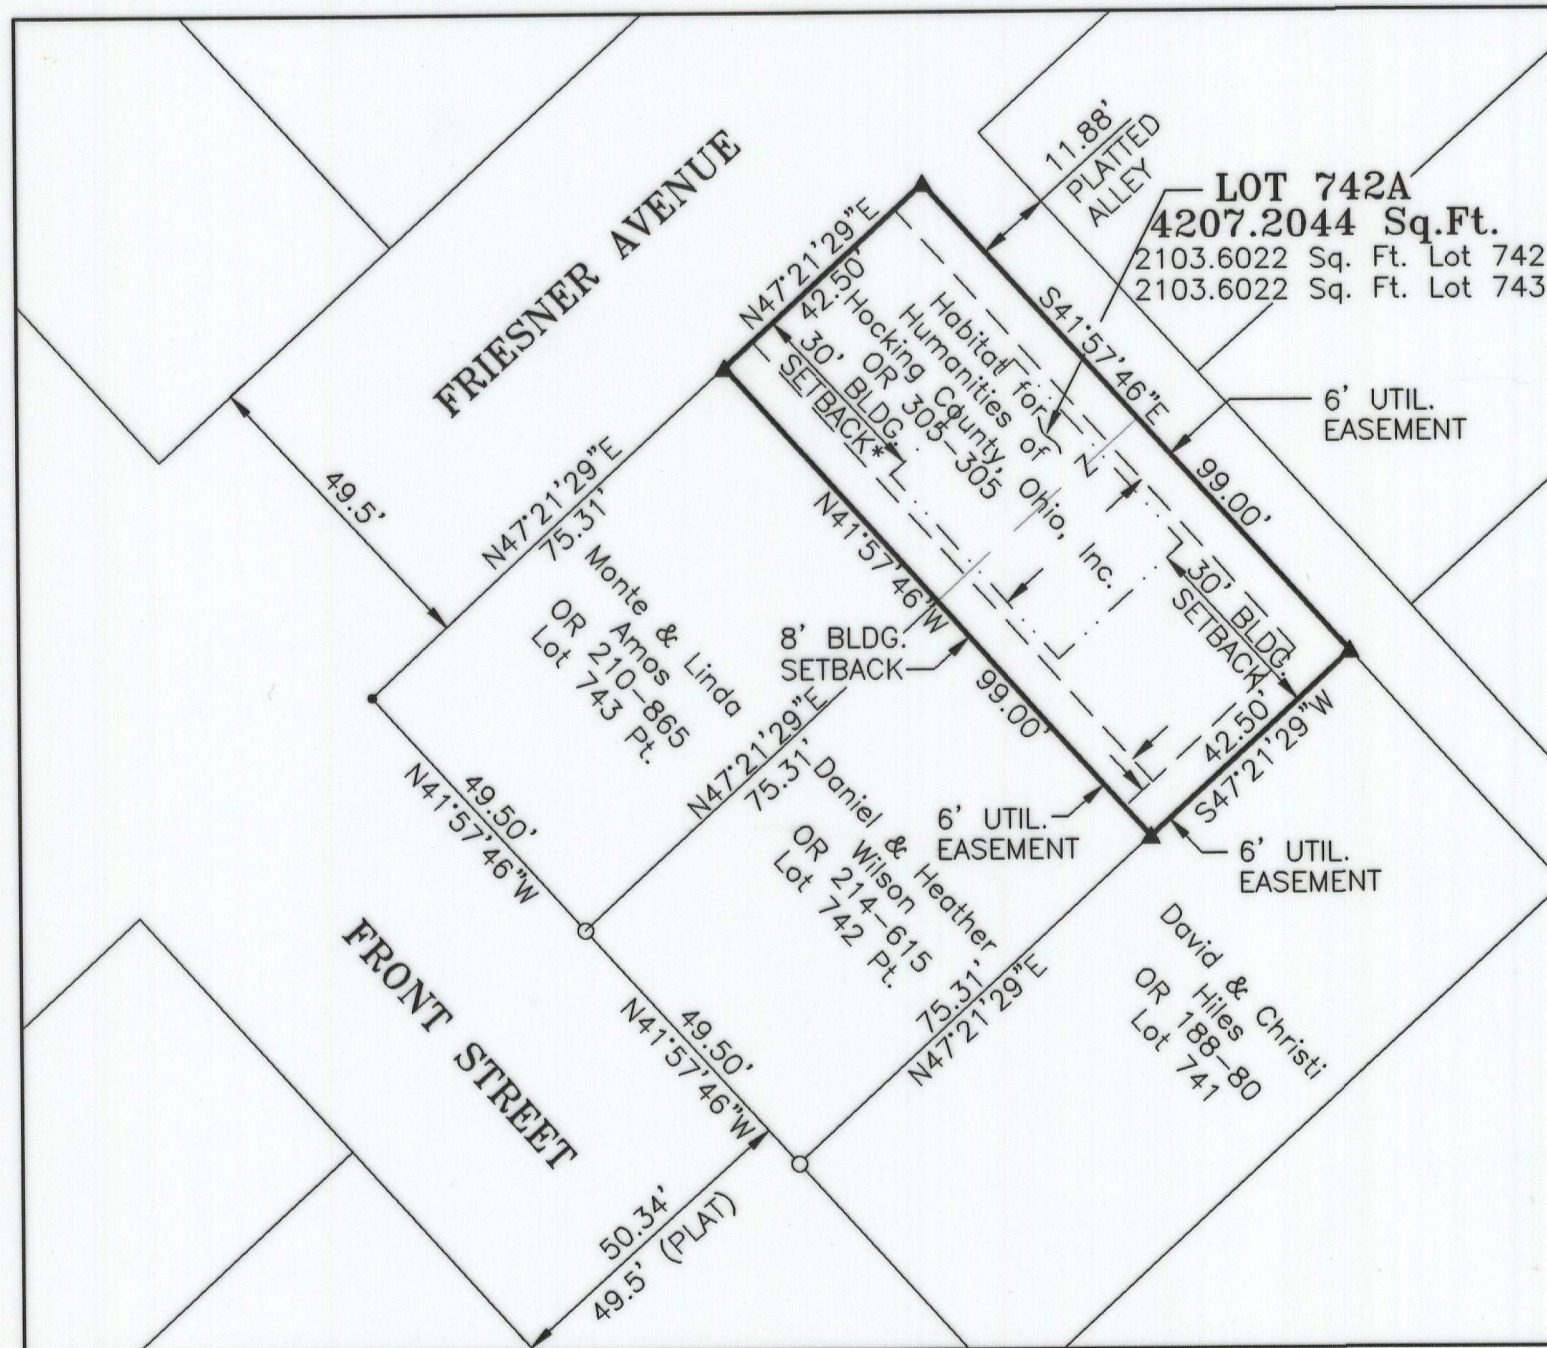 11.88'
PLATTED
ALLEY
LOT 742A
4207.2044 Sq.Ft.
2103.6022 Sq. Ft. Lot 742
2103.6022 Sq. Ft. Lot 743
FRIESNER AVENUE
N47°21'29"E
42.50'
S41°57'46"E
99.00'
Habitat for
Humanities of
Hocking County, Ohio, Inc.
OR 305-305
30' BLDG.
SETBACK*
6' UTIL.
EASEMENT
49.5'
N47°21'29"E
75.31'
N41°57'46"W
99.00'
30' BLDG.
SETBACK
Monte & Linda
Amos
OR 210-865
Lot 743 Pt.
8' BLDG.
SETBACK
42.50'
S47°21'29"W
N47°21'29"E
75.31'
49.50'
N41°57'46"W
Daniel & Heather
Wilson
OR 214-615
Lot 742 Pt.
6' UTIL.
EASEMENT
6' UTIL.
EASEMENT
FRONT STREET
75.31'
N47°21'29"E
David & Christi
Hiles
OR 188-80
Lot 741
49.50'
N41°57'46"W
50.34'
49.5' (PLAT)